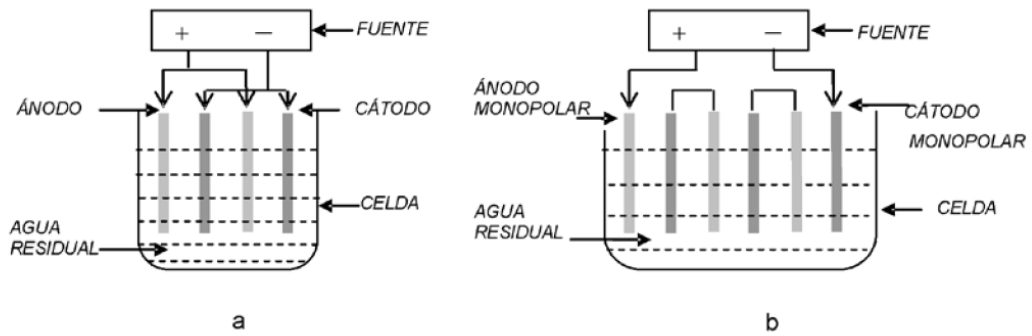 + −
FUENTE
ÁNODO
CÁTODO
CELDA
AGUA
RESIDUAL
a
+ −
FUENTE
ÁNODO
MONOPOLAR
CÁTODO
MONOPOLAR
AGUA
RESIDUAL
CELDA
b